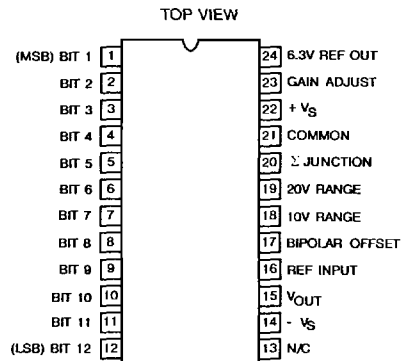 TOP VIEW
(MSB) BIT 1 1 24 6.3V REF OUT
BIT 2 2 23 GAIN ADJUST
BIT 3 3 22 + VS
BIT 4 4 21 COMMON
BIT 5 5 20 Σ JUNCTION
BIT 6 6 19 20V RANGE
BIT 7 7 18 10V RANGE
BIT 8 8 17 BIPOLAR OFFSET
BIT 9 9 16 REF INPUT
BIT 10 10 15 VOUT
BIT 11 11 14 - VS
(LSB) BIT 12 12 13 N/C